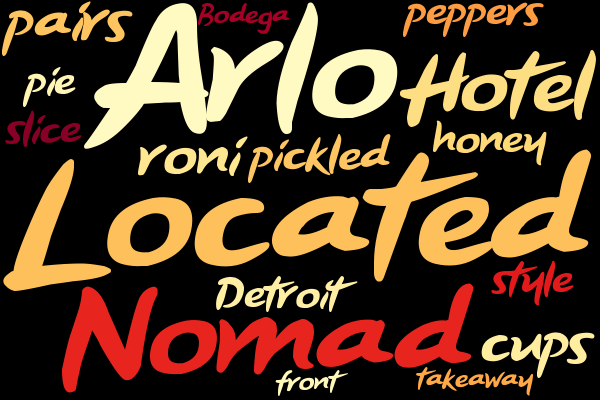 pairs Bodega peppers
Arlo
pie Hotel
slice honey
roni pickled
Located
style
Detroit
Nomad cups
front takeaway